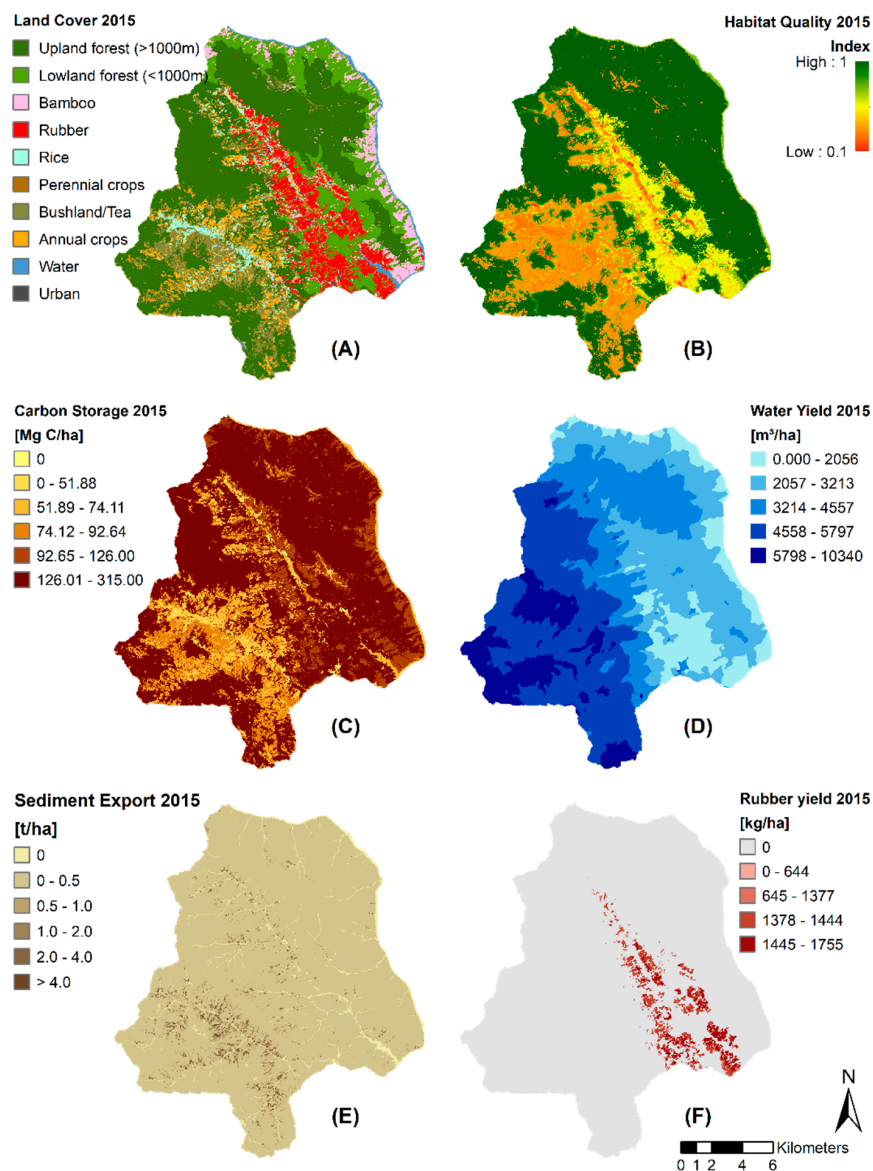 Land Cover 2015
Upland forest (>1000m)
Lowland forest (<1000m)
Bamboo
Rubber
Rice
Perennial crops
Bushland/Tea
Annual crops
Water
Urban
(A)
Habitat Quality 2015
Index
High : 1
Low : 0.1
(B)
Carbon Storage 2015
[Mg C/ha]
0
0 - 51.88
51.89 - 74.11
74.12 - 92.64
92.65 - 126.00
126.01 - 315.00
(C)
Water Yield 2015
[m³/ha]
0.000 - 2056
2057 - 3213
3214 - 4557
4558 - 5797
5798 - 10340
(D)
Sediment Export 2015
[t/ha]
0
0 - 0.5
0.5 - 1.0
1.0 - 2.0
2.0 - 4.0
> 4.0
(E)
Rubber yield 2015
[kg/ha]
0
0 - 644
645 - 1377
1378 - 1444
1445 - 1755
(F)
N
Kilometers
0 1 2 4 6